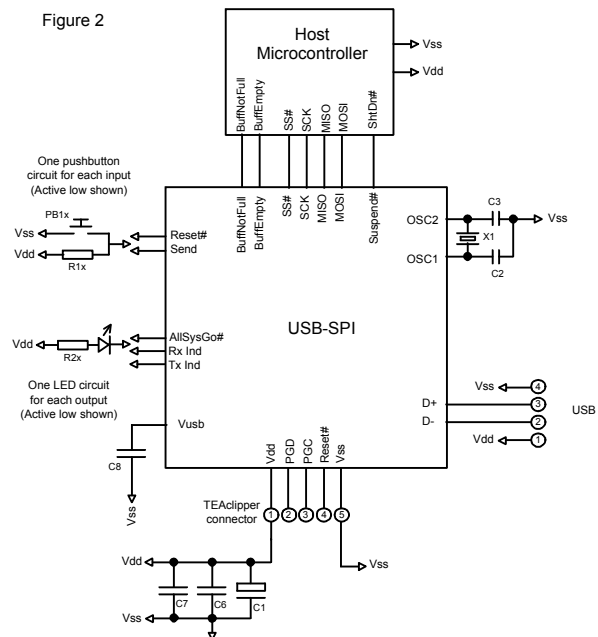 Figure 2
Host
Microcontroller
Vss
Vdd
BuffNotFull
BuffEmpty
SS#
SCK
MISO
MOSI
ShtDn#
One pushbutton
circuit for each input
(Active low shown)
PB1x
Vss
Vdd
R1x
Reset#
Send
BuffNotFull
BuffEmpty
SS#
SCK
MISO
MOSI
Suspend#
OSC2
OSC1
C3
X1
C2
Vss
USB-SPI
Vdd
R2x
AllSysGo#
Rx Ind
Tx Ind
One LED circuit
for each output
(Active low shown)
Vusb
C8
Vss
D+
D-
Vss
Vdd
4
3
2
1
USB
Vdd
PGD
PGC
Reset#
Vss
TEAclipper
connector
1
2
3
4
5
Vss
Vdd
C7
C6
C1
Vss